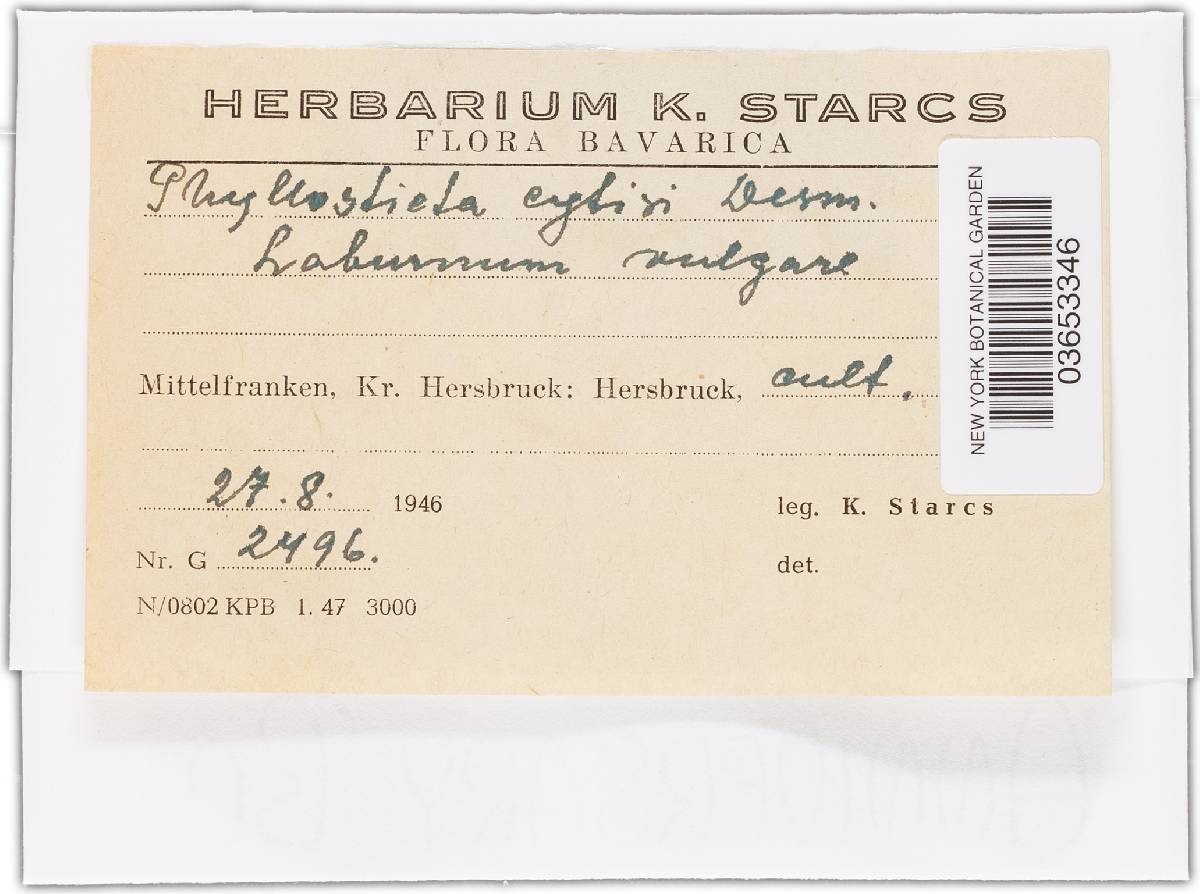 HERBARIUM K. STARCS
FLORA BAVARICA
Phyllosticta cytisi Desm.
Laburnum vulgare
Mittelfranken, Kr. Hersbruck: Hersbruck, cult.
27.8. 1946
leg. K. Starcs
Nr. G 2496.
det.
N/0802 KPB 1. 47 3000
NEW YORK BOTANICAL GARDEN
03653346